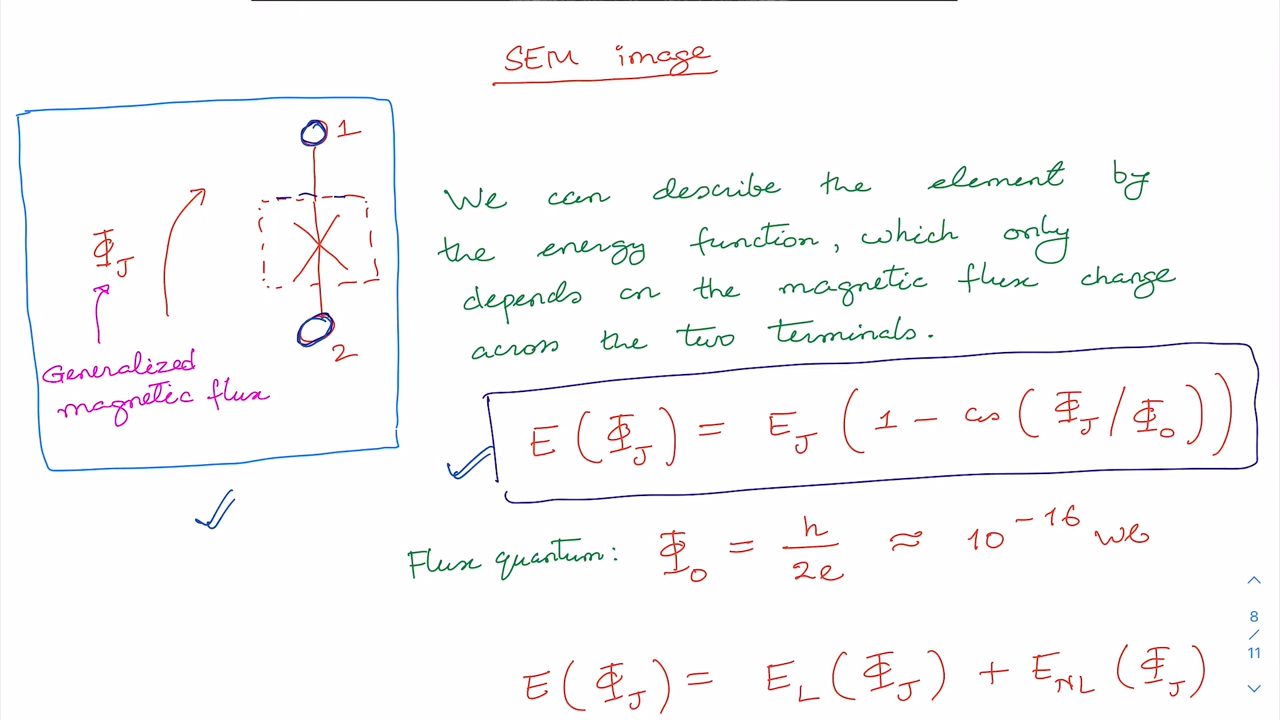 SEM image
1
Φ_J
2
Generalized
magnetic flux
We can describe the element by
the energy function, which only
depends on the magnetic flux change
across the two terminals.
E(Φ_J) = E_J (1 - cos(Φ_J/Φ_0))
Flux quantum: Φ_0 = h/2e ≈ 10^-16 We
E(Φ_J) = E_L(Φ_J) + E_NL(Φ_J)
8
/
11